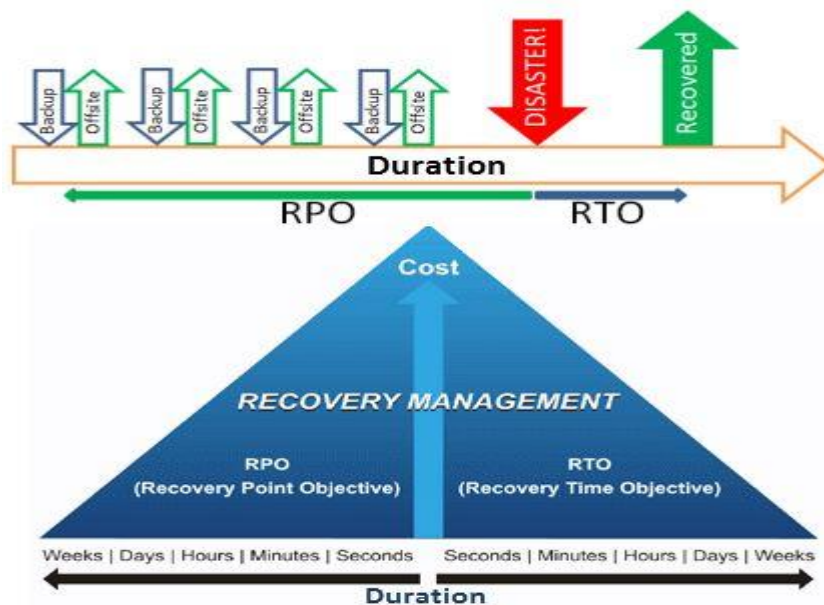 Backup
Offsite
Backup
Offsite
Backup
Offsite
Backup
Offsite
DISASTER!
Recovered
Duration
RPO
RTO
Cost
RECOVERY MANAGEMENT
RPO
(Recovery Point Objective)
RTO
(Recovery Time Objective)
Weeks | Days | Hours | Minutes | Seconds
Seconds | Minutes | Hours | Days | Weeks
Duration